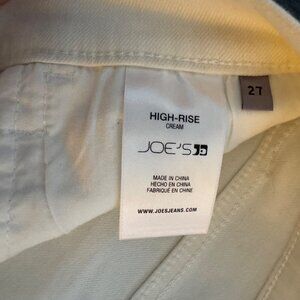 27
HIGH-RISE
CREAM
JOE'S
MADE IN CHINA
HECHO EN CHINA
FABRIQUÉ EN CHINE
WWW.JOESJEANS.COM